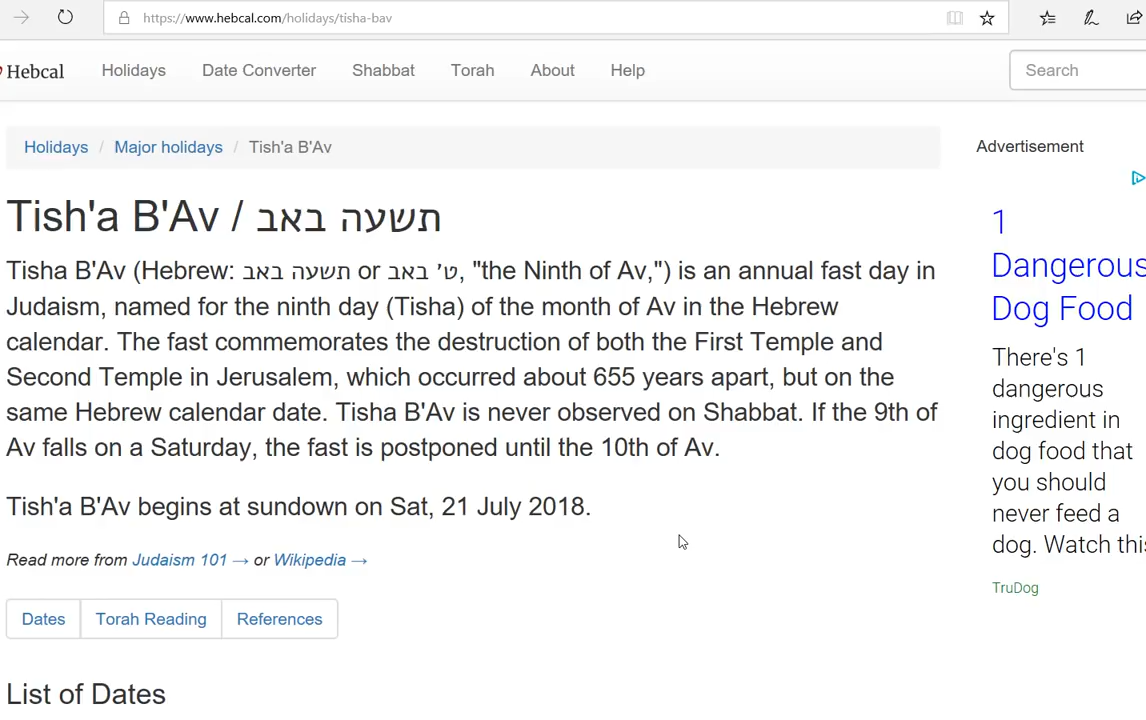 https://www.hebcal.com/holidays/tisha-bav
Hebcal Holidays Date Converter Shabbat Torah About Help Search
Holidays / Major holidays / Tish'a B'Av
Advertisement
Tish'a B'Av / תשעה באב
Tisha B'Av (Hebrew: תשעה באב or ט׳ באב, "the Ninth of Av,") is an annual fast day in
Judaism, named for the ninth day (Tisha) of the month of Av in the Hebrew
calendar. The fast commemorates the destruction of both the First Temple and
Second Temple in Jerusalem, which occurred about 655 years apart, but on the
same Hebrew calendar date. Tisha B'Av is never observed on Shabbat. If the 9th of
Av falls on a Saturday, the fast is postponed until the 10th of Av.
Tish'a B'Av begins at sundown on Sat, 21 July 2018.
Read more from Judaism 101 → or Wikipedia →
Dates Torah Reading References
List of Dates
1
Dangerous
Dog Food
There's 1
dangerous
ingredient in
dog food that
you should
never feed a
dog. Watch this
TruDog